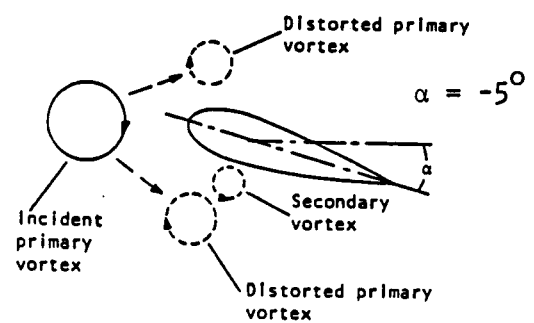 Distorted primary
vortex
α = -5°
α
Incident
primary
vortex
Secondary
vortex
Distorted primary
vortex